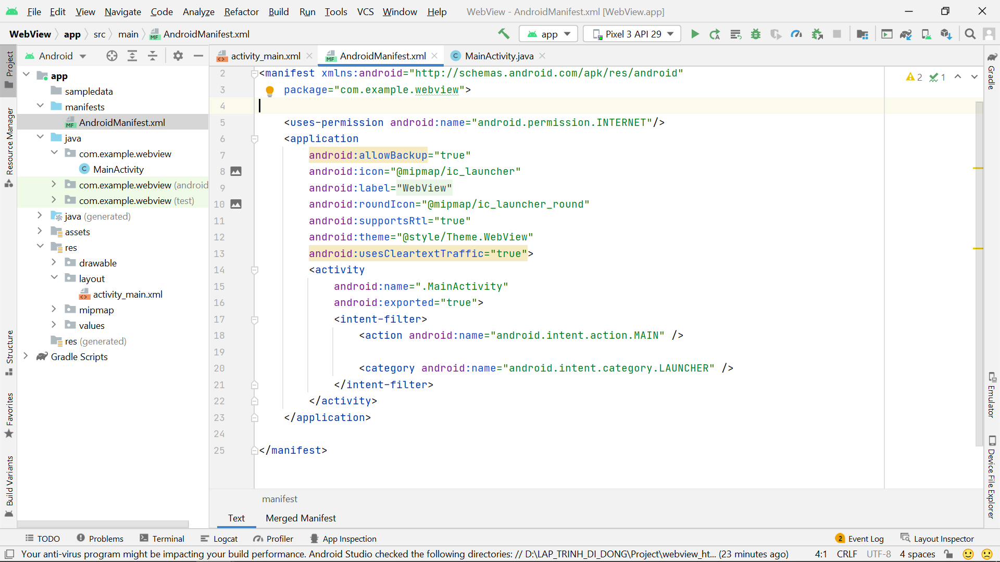 File Edit View Navigate Code Analyze Refactor Build Run Tools VCS Window Help WebView - AndroidManifest.xml [WebView.app]
WebView app src main AndroidManifest.xml app Pixel 3 API 29
Android
activity_main.xml AndroidManifest.xml MainActivity.java
Project
Resource Manager
Structure
Favorites
Build Variants
app
sampledata
manifests
AndroidManifest.xml
java
com.example.webview
MainActivity
com.example.webview (android
com.example.webview (test)
java (generated)
assets
res
drawable
layout
activity_main.xml
mipmap
values
res (generated)
Gradle Scripts
2 <manifest xmlns:android="http://schemas.android.com/apk/res/android"
3 package="com.example.webview">
4
5 <uses-permission android:name="android.permission.INTERNET"/>
6 <application
7 android:allowBackup="true"
8 android:icon="@mipmap/ic_launcher"
9 android:label="WebView"
10 android:roundIcon="@mipmap/ic_launcher_round"
11 android:supportsRtl="true"
12 android:theme="@style/Theme.WebView"
13 android:usesCleartextTraffic="true">
14 <activity
15 android:name=".MainActivity"
16 android:exported="true">
17 <intent-filter>
18 <action android:name="android.intent.action.MAIN" />
19
20 <category android:name="android.intent.category.LAUNCHER" />
21 </intent-filter>
22 </activity>
23 </application>
24
25 </manifest>
2 1
Gradle
Emulator
Device File Explorer
manifest
Text Merged Manifest
TODO Problems Terminal Logcat Profiler App Inspection 2 Event Log Layout Inspector
Your anti-virus program might be impacting your build performance. Android Studio checked the following directories: // D:\LAP_TRINH_DI_DONG\Project\webview_ht... (23 minutes ago) 4:1 CRLF UTF-8 4 spaces